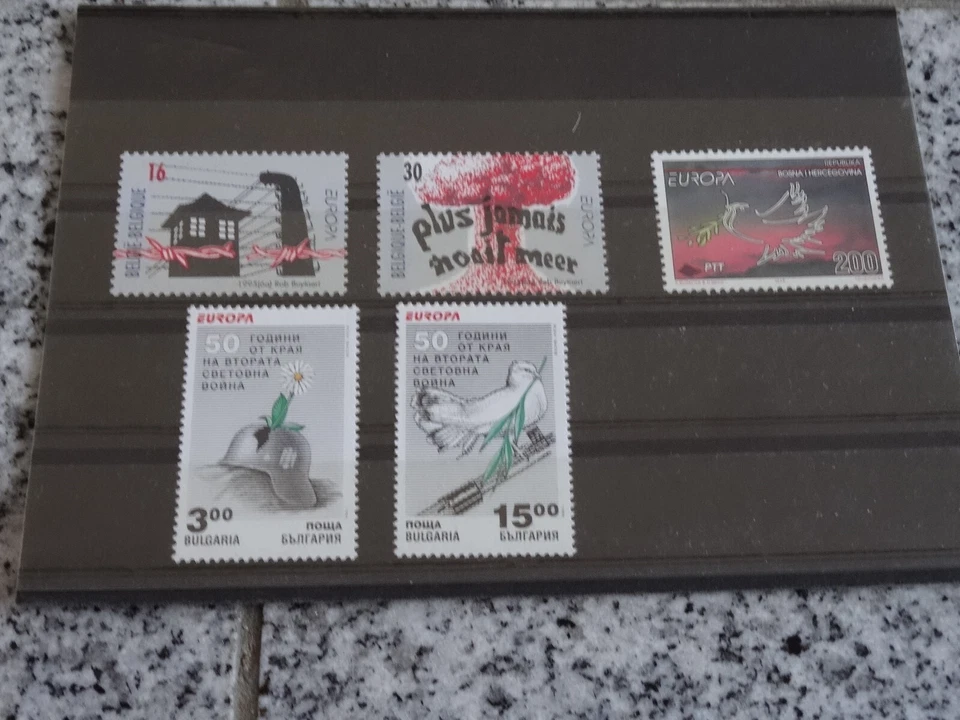 16
BELGIË-BELGIQUE
EUROPA
30
BELGIQUE-BELGIË
plus jamais
nooit meer
EUROPA
REPUBLIKA
BOSNA I HERCEGOVINA
EUROPA
PTT
200
EUROPA
50 ГОДИНИ
ОТ КРАЯ
НА ВТОРАТА
СВЕТОВНА
ВОЙНА
3.00
ПОЩА
BULGARIA БЪЛГАРИЯ
EUROPA
50 ГОДИНИ
ОТ КРАЯ
НА ВТОРАТА
СВЕТОВНА
ВОЙНА
15.00
ПОЩА
BULGARIA БЪЛГАРИЯ